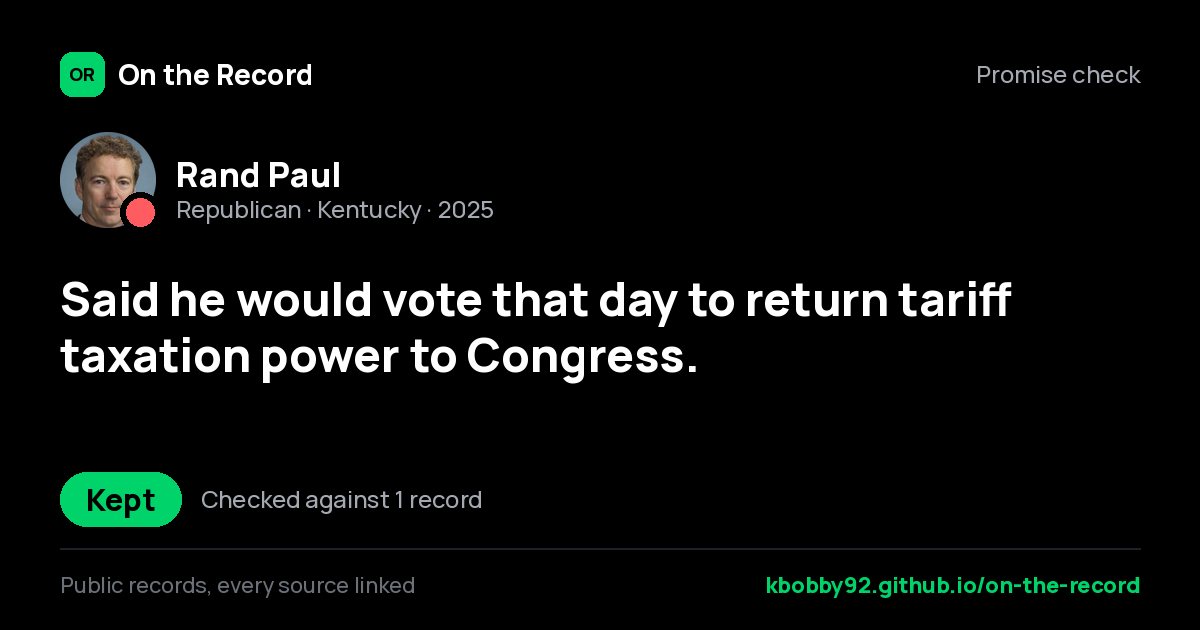 OR On the Record
Promise check
Rand Paul
Republican · Kentucky · 2025
Said he would vote that day to return tariff
taxation power to Congress.
Kept Checked against 1 record
Public records, every source linked
kbobby92.github.io/on-the-record